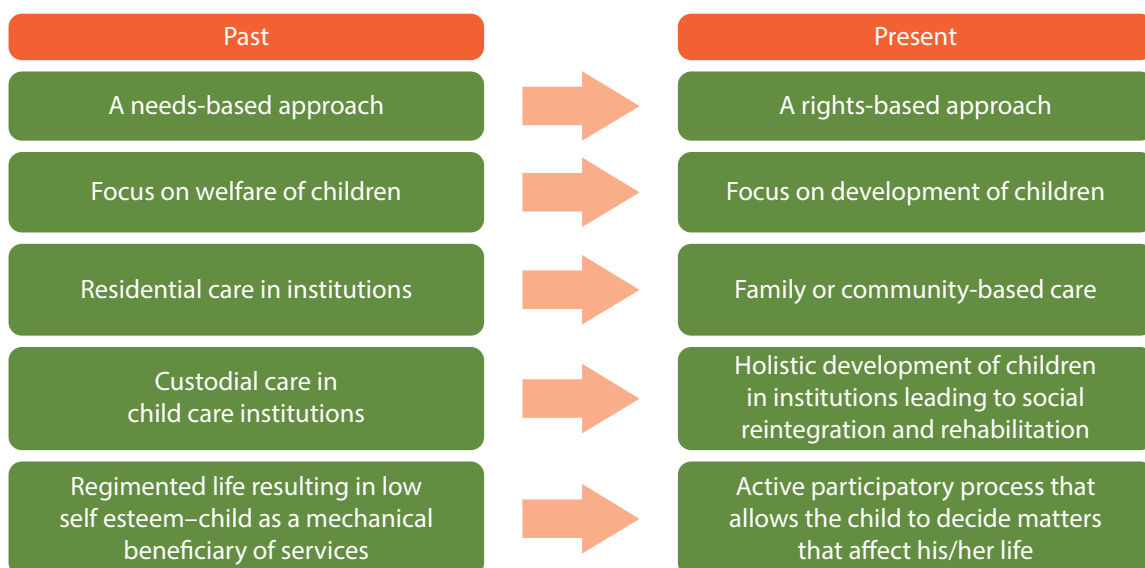 Past
Present
A needs-based approach
A rights-based approach
Focus on welfare of children
Focus on development of children
Residential care in institutions
Family or community-based care
Custodial care in
child care institutions
Holistic development of children
in institutions leading to social
reintegration and rehabilitation
Regimented life resulting in low
self esteem–child as a mechanical
beneficiary of services
Active participatory process that
allows the child to decide matters
that affect his/her life